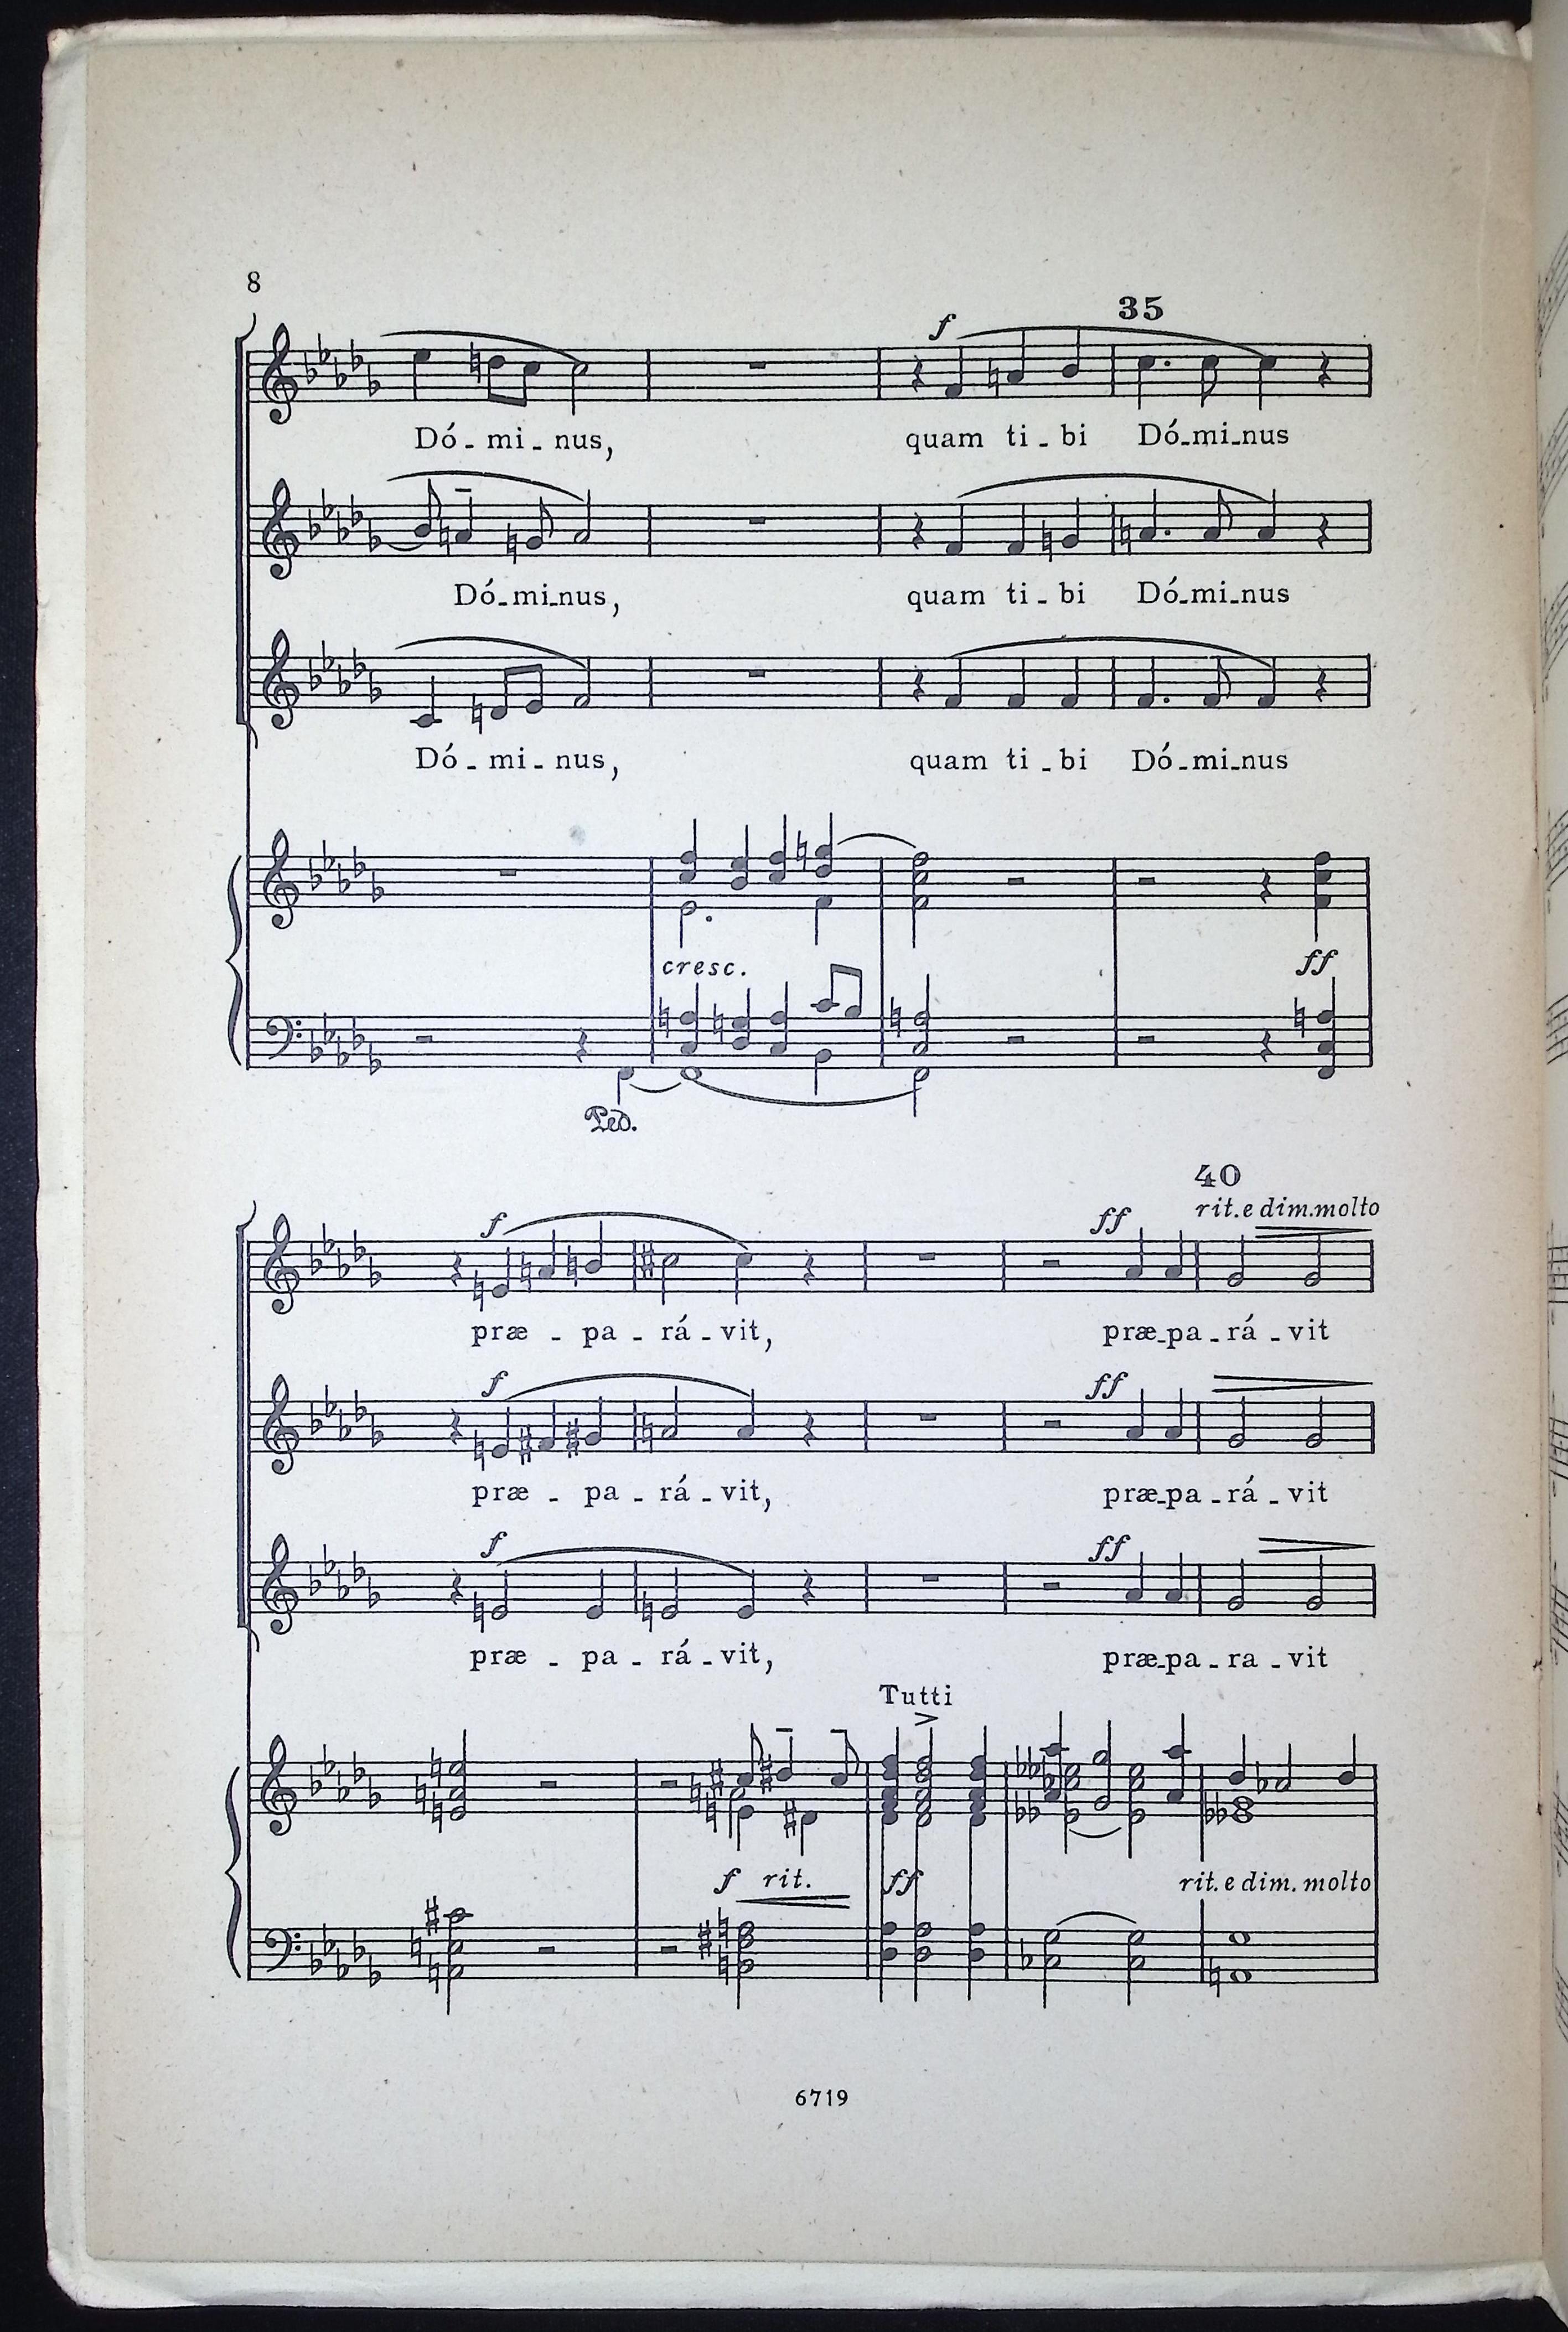 8
35
f
Dó - mi - nus, quam ti - bi Dó-mi-nus
Dó-mi-nus, quam ti - bi Dó-mi-nus
Dó - mi - nus, quam ti - bi Dó-mi-nus
cresc. ff
Ped.
40
f ff rit. e dim. molto
præ - pa - rá - vit, præ-pa - rá - vit
f ff
præ - pa - rá - vit, præ-pa - rá - vit
f ff
præ - pa - rá - vit, præ-pa - ra - vit
Tutti
f rit. ff rit. e dim. molto
6719